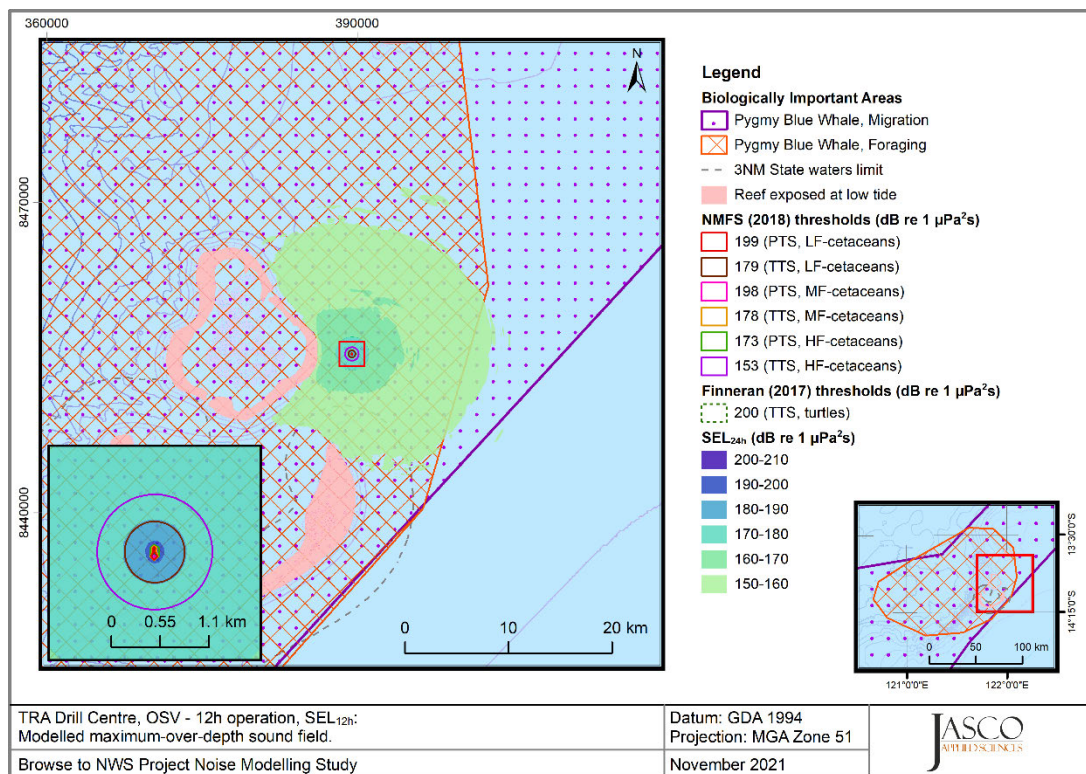 360000
390000
8470000
8440000
N
0 0.55 1.1 km
0 10 20 km
Legend
Biologically Important Areas
Pygmy Blue Whale, Migration
Pygmy Blue Whale, Foraging
3NM State waters limit
Reef exposed at low tide
NMFS (2018) thresholds (dB re 1 µPa²s)
199 (PTS, LF-cetaceans)
179 (TTS, LF-cetaceans)
198 (PTS, MF-cetaceans)
178 (TTS, MF-cetaceans)
173 (PTS, HF-cetaceans)
153 (TTS, HF-cetaceans)
Finneran (2017) thresholds (dB re 1 µPa²s)
200 (TTS, turtles)
SEL24h (dB re 1 µPa²s)
200-210
190-200
180-190
170-180
160-170
150-160
13°30'0"S
14°15'0"S
0 50 100 km
121°0'0"E 122°0'0"E
TRA Drill Centre, OSV - 12h operation, SEL12h:
Modelled maximum-over-depth sound field.
Browse to NWS Project Noise Modelling Study
Datum: GDA 1994
Projection: MGA Zone 51
November 2021
JASCO
APPLIED SCIENCES